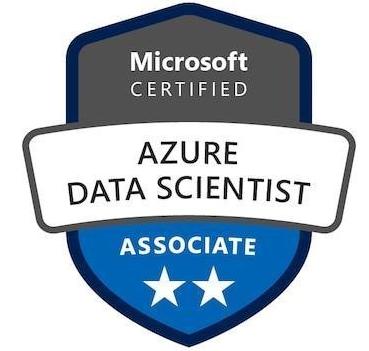 Microsoft
CERTIFIED
AZURE
DATA SCIENTIST
ASSOCIATE